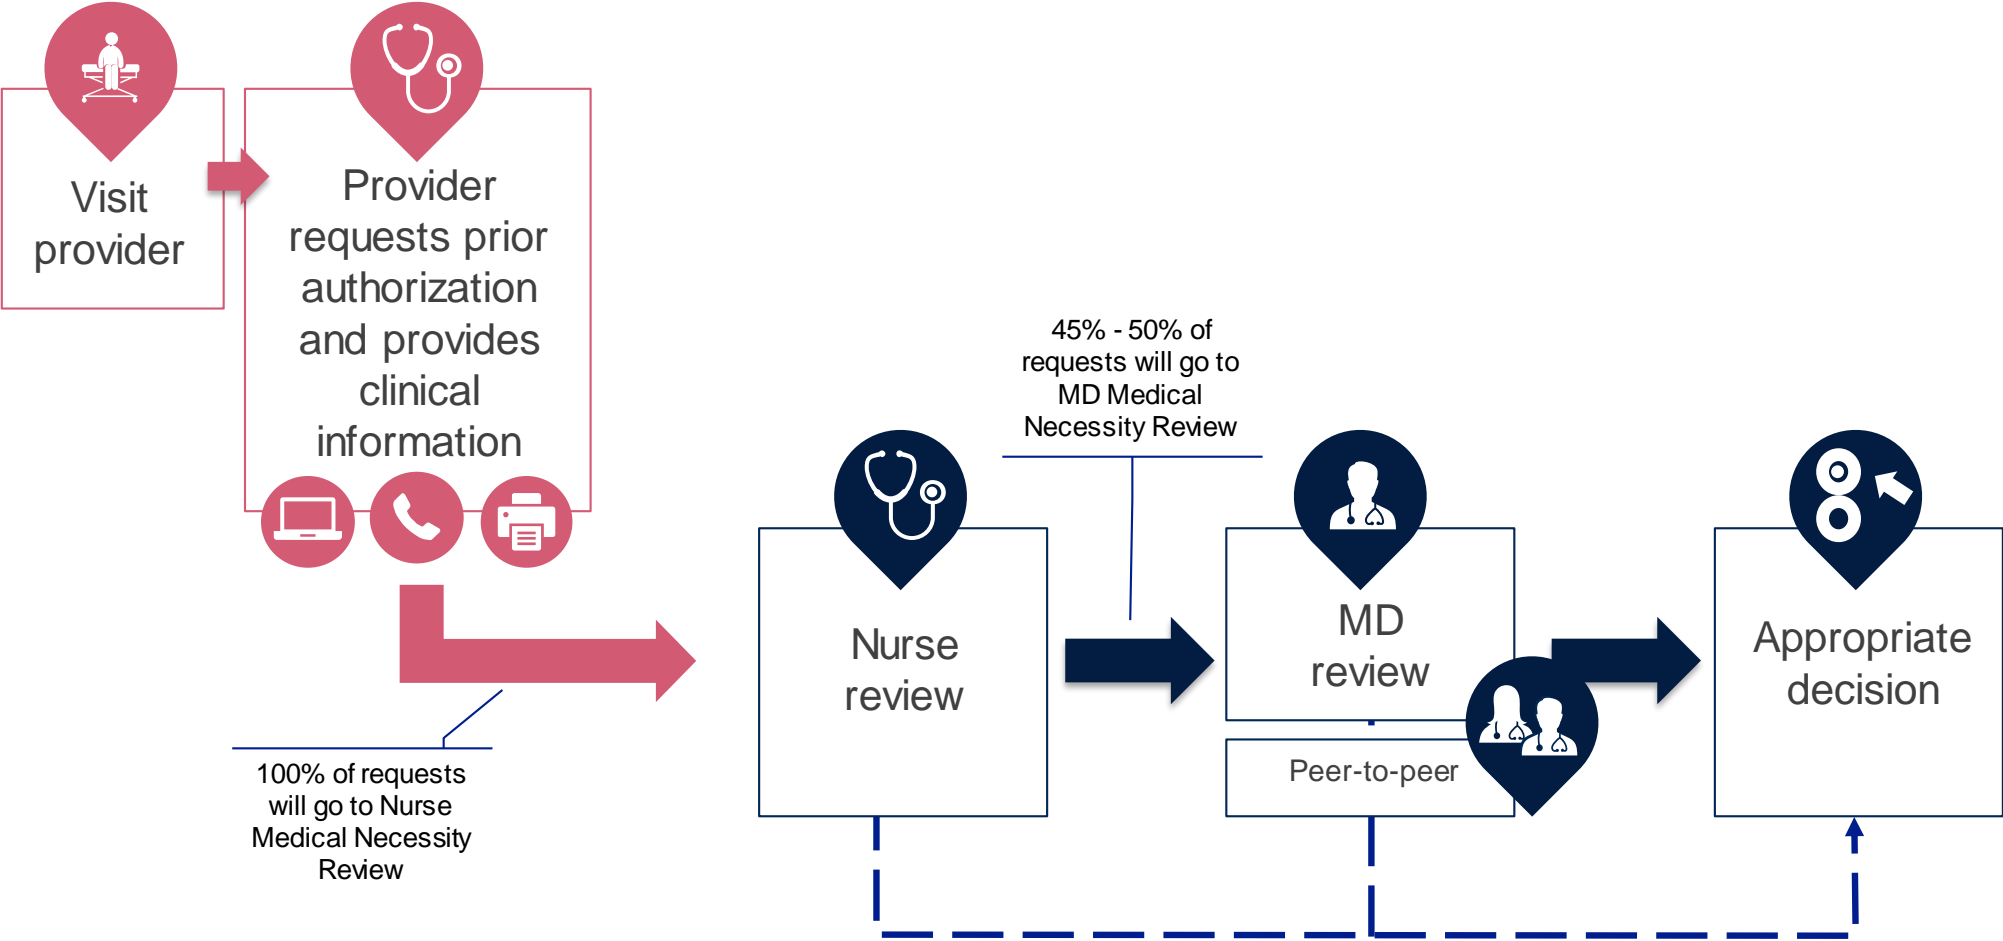 Visit
provider
Provider
requests prior
authorization
and provides
clinical
information
100% of requests
will go to Nurse
Medical Necessity
Review
Nurse
review
45% - 50% of
requests will go to
MD Medical
Necessity Review
MD
review
Peer-to-peer
Appropriate
decision